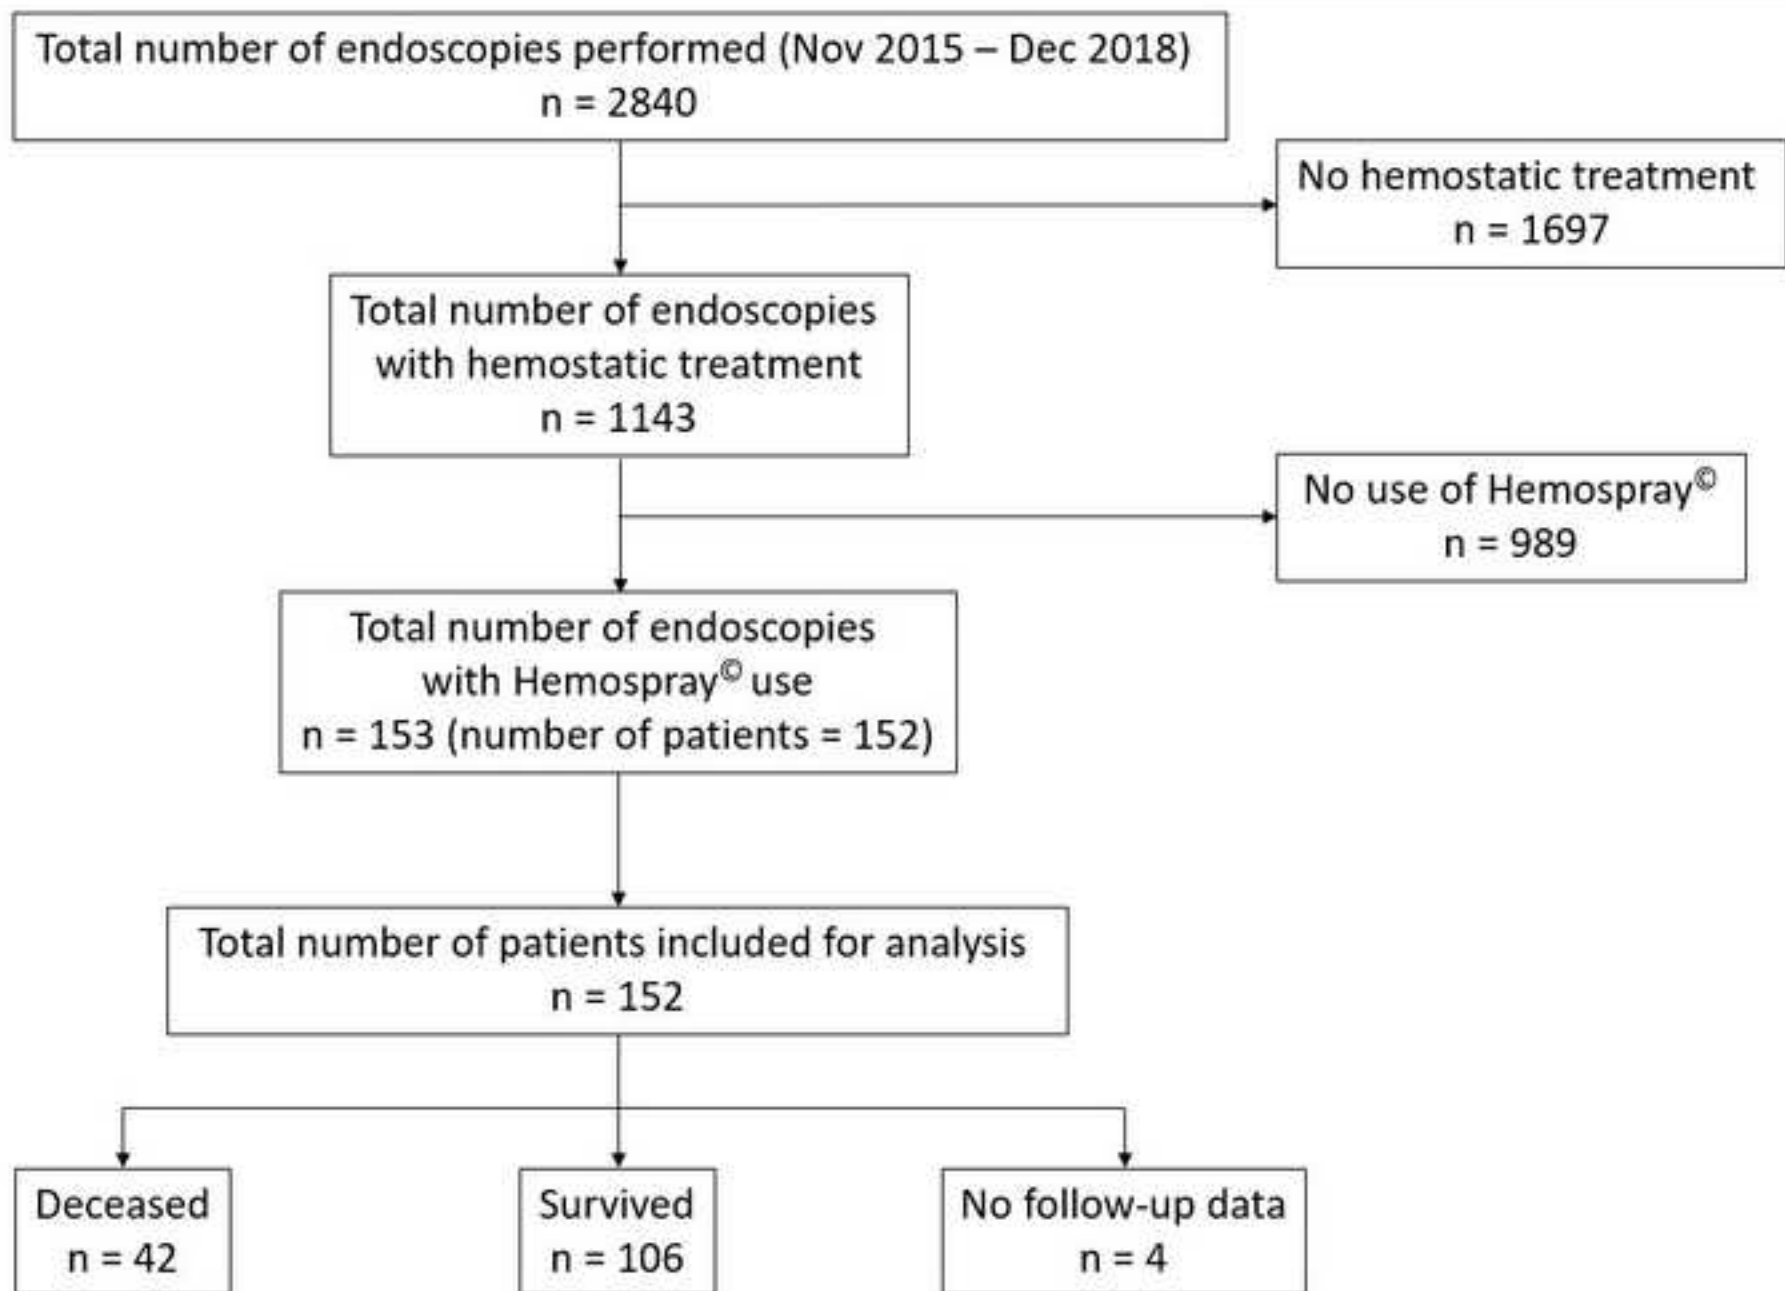 Total number of endoscopies performed (Nov 2015 – Dec 2018)
n = 2840
No hemostatic treatment
n = 1697
Total number of endoscopies
with hemostatic treatment
n = 1143
No use of Hemospray©
n = 989
Total number of endoscopies
with Hemospray© use
n = 153 (number of patients = 152)
Total number of patients included for analysis
n = 152
Deceased
n = 42
Survived
n = 106
No follow-up data
n = 4